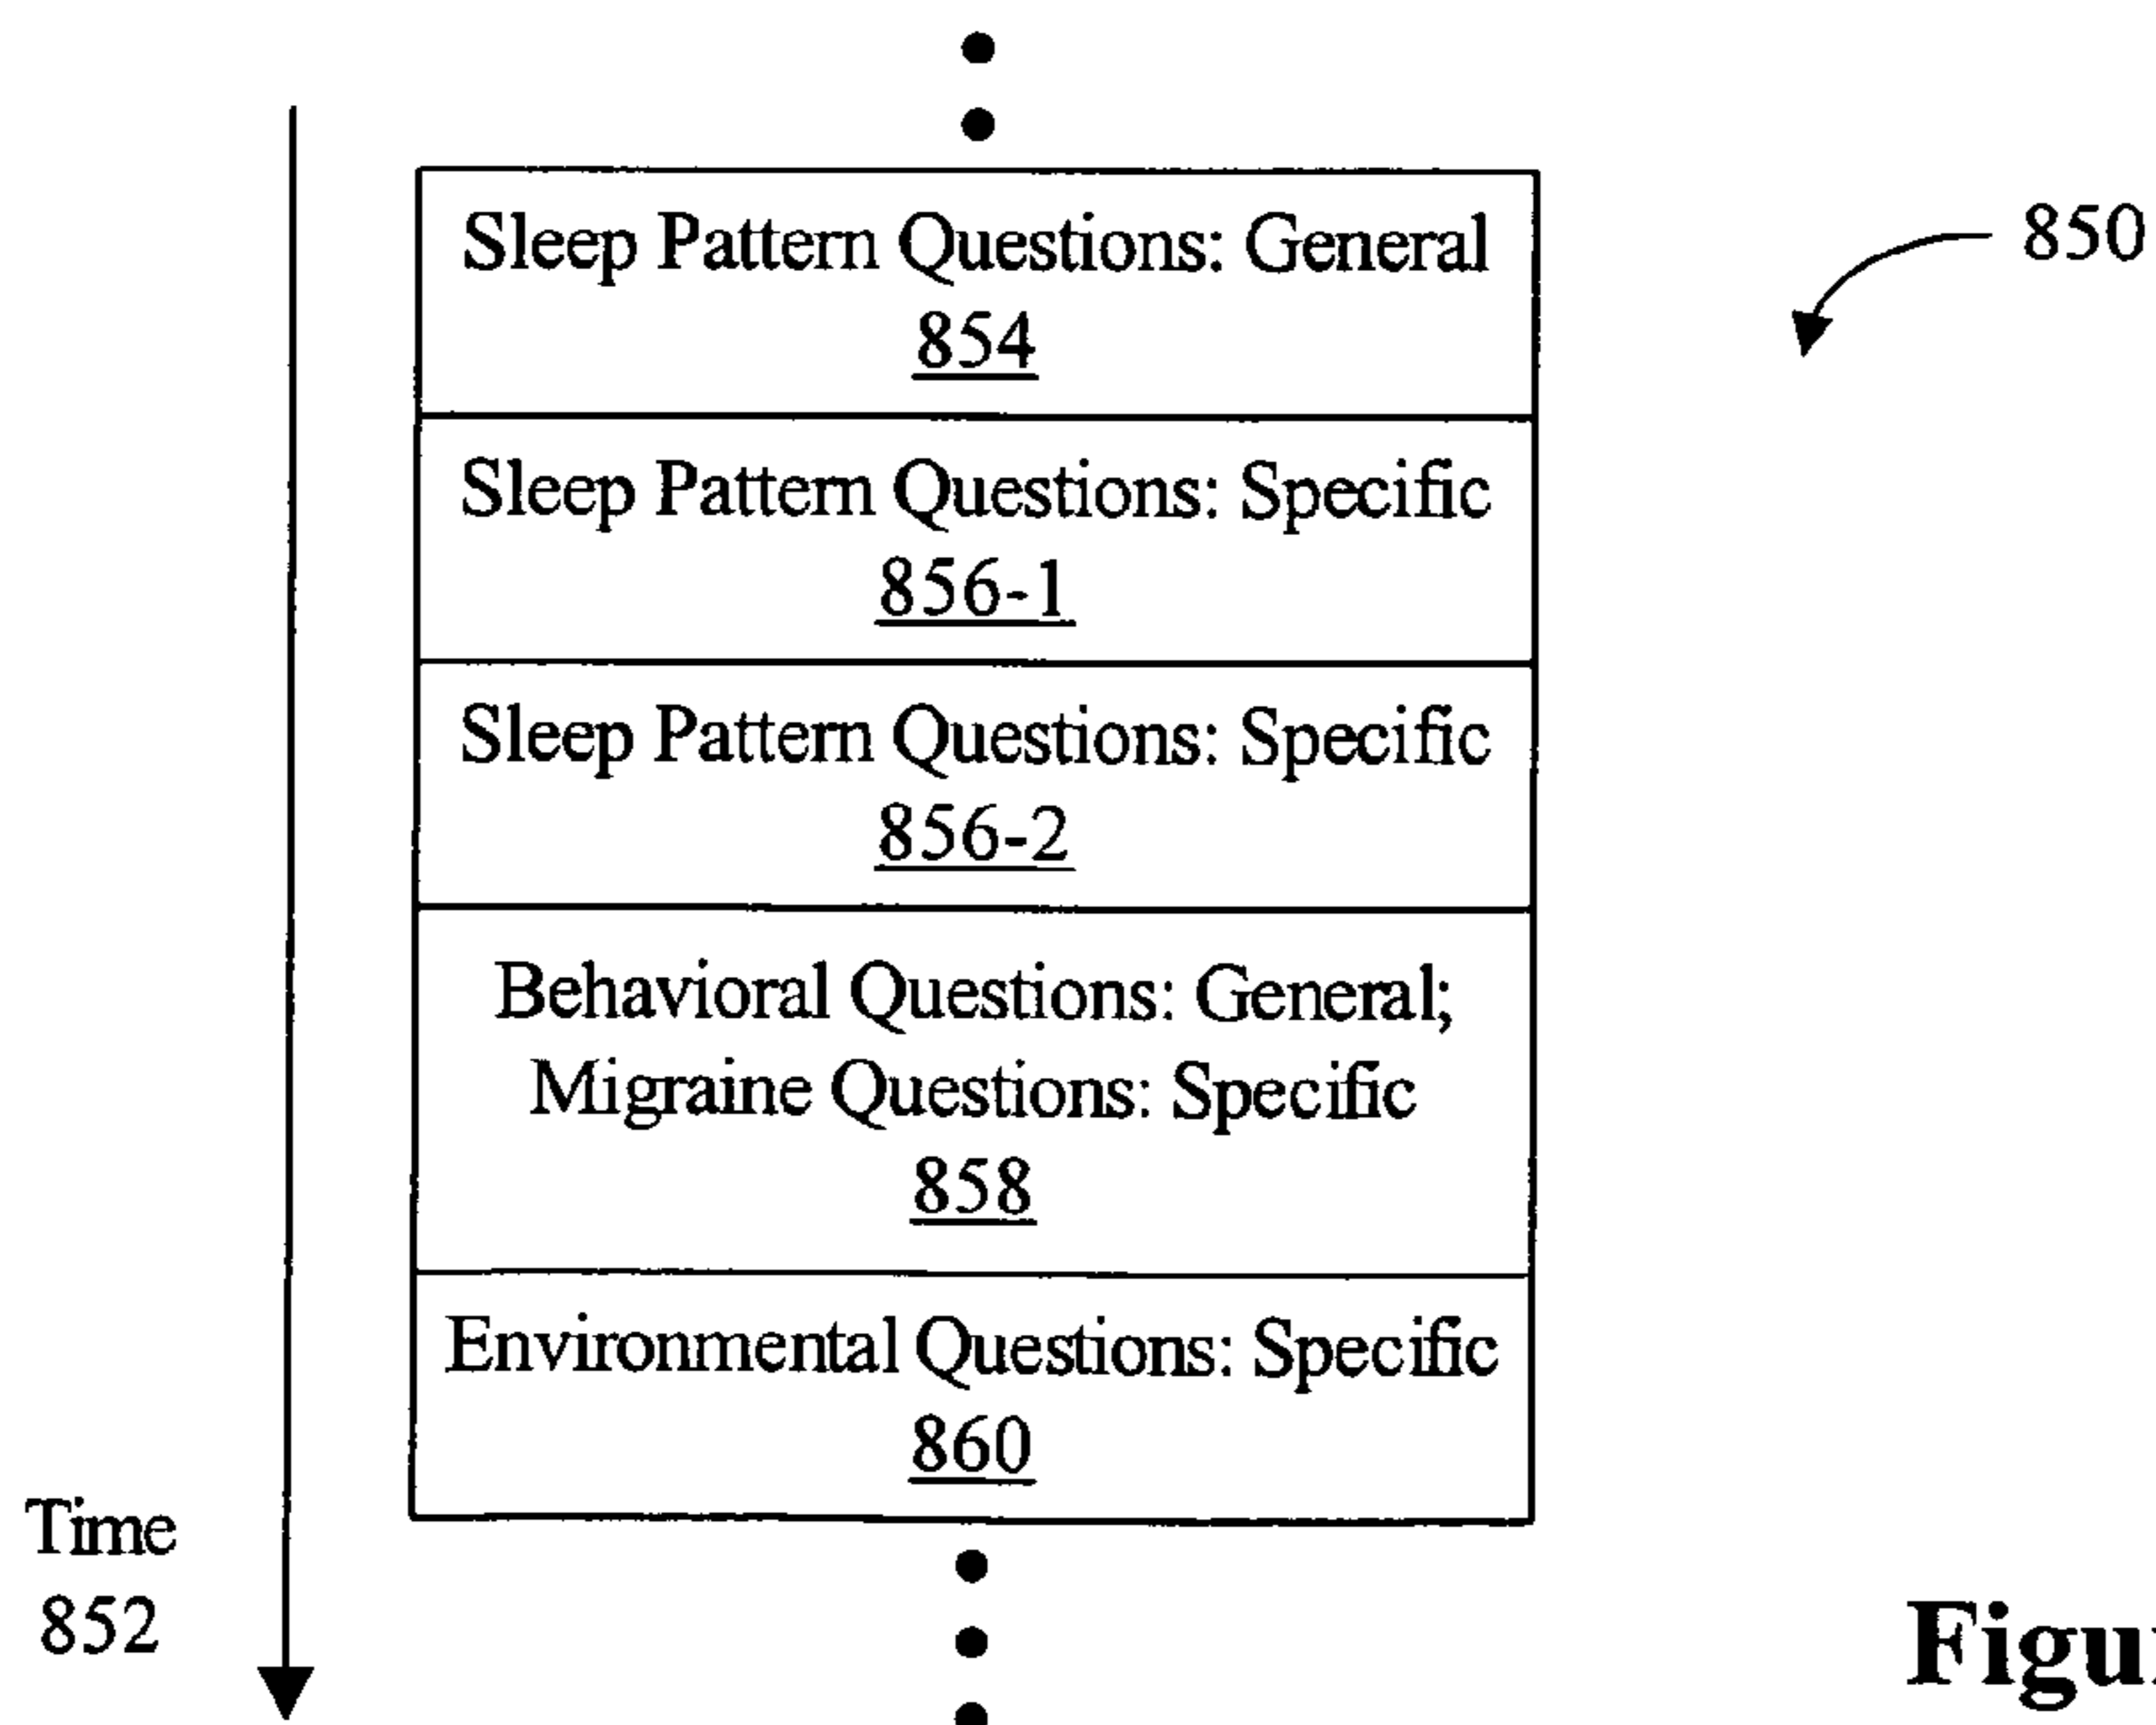 Sleep Pattern Questions: General
854
850
Sleep Pattern Questions: Specific
856-1
Sleep Pattern Questions: Specific
856-2
Behavioral Questions: General;
Migraine Questions: Specific
858
Environmental Questions: Specific
860
Time
852